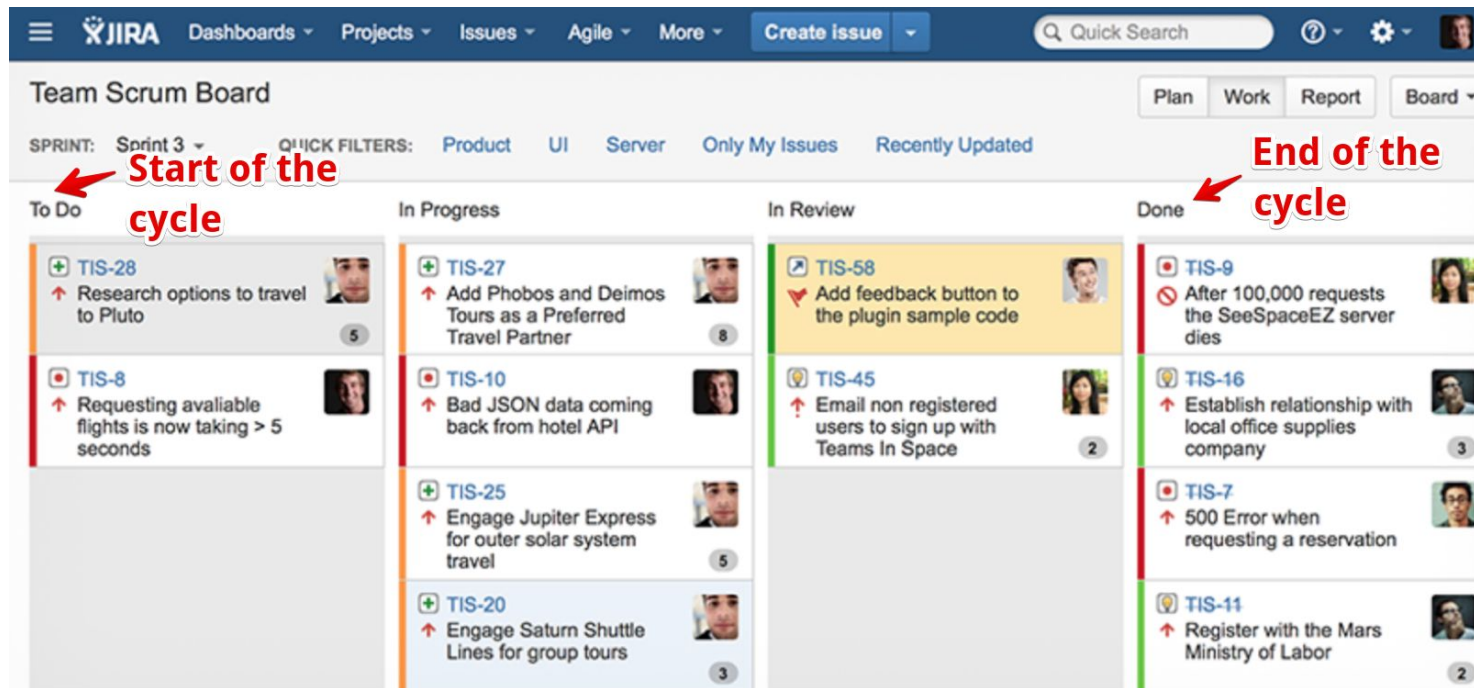 JIRA Dashboards Projects Issues Agile More Create issue Quick Search
Team Scrum Board
Plan Work Report Board
SPRINT: Sprint 3 QUICK FILTERS: Product UI Server Only My Issues Recently Updated
Start of the
cycle
End of the
cycle
To Do
In Progress
In Review
Done
TIS-28
Research options to travel
to Pluto
5
TIS-8
Requesting avaliable
flights is now taking > 5
seconds
TIS-27
Add Phobos and Deimos
Tours as a Preferred
Travel Partner
8
TIS-10
Bad JSON data coming
back from hotel API
TIS-25
Engage Jupiter Express
for outer solar system
travel
5
TIS-20
Engage Saturn Shuttle
Lines for group tours
3
TIS-58
Add feedback button to
the plugin sample code
TIS-45
Email non registered
users to sign up with
Teams In Space
2
TIS-9
After 100,000 requests
the SeeSpaceEZ server
dies
TIS-16
Establish relationship with
local office supplies
company
3
TIS-7
500 Error when
requesting a reservation
TIS-11
Register with the Mars
Ministry of Labor
2